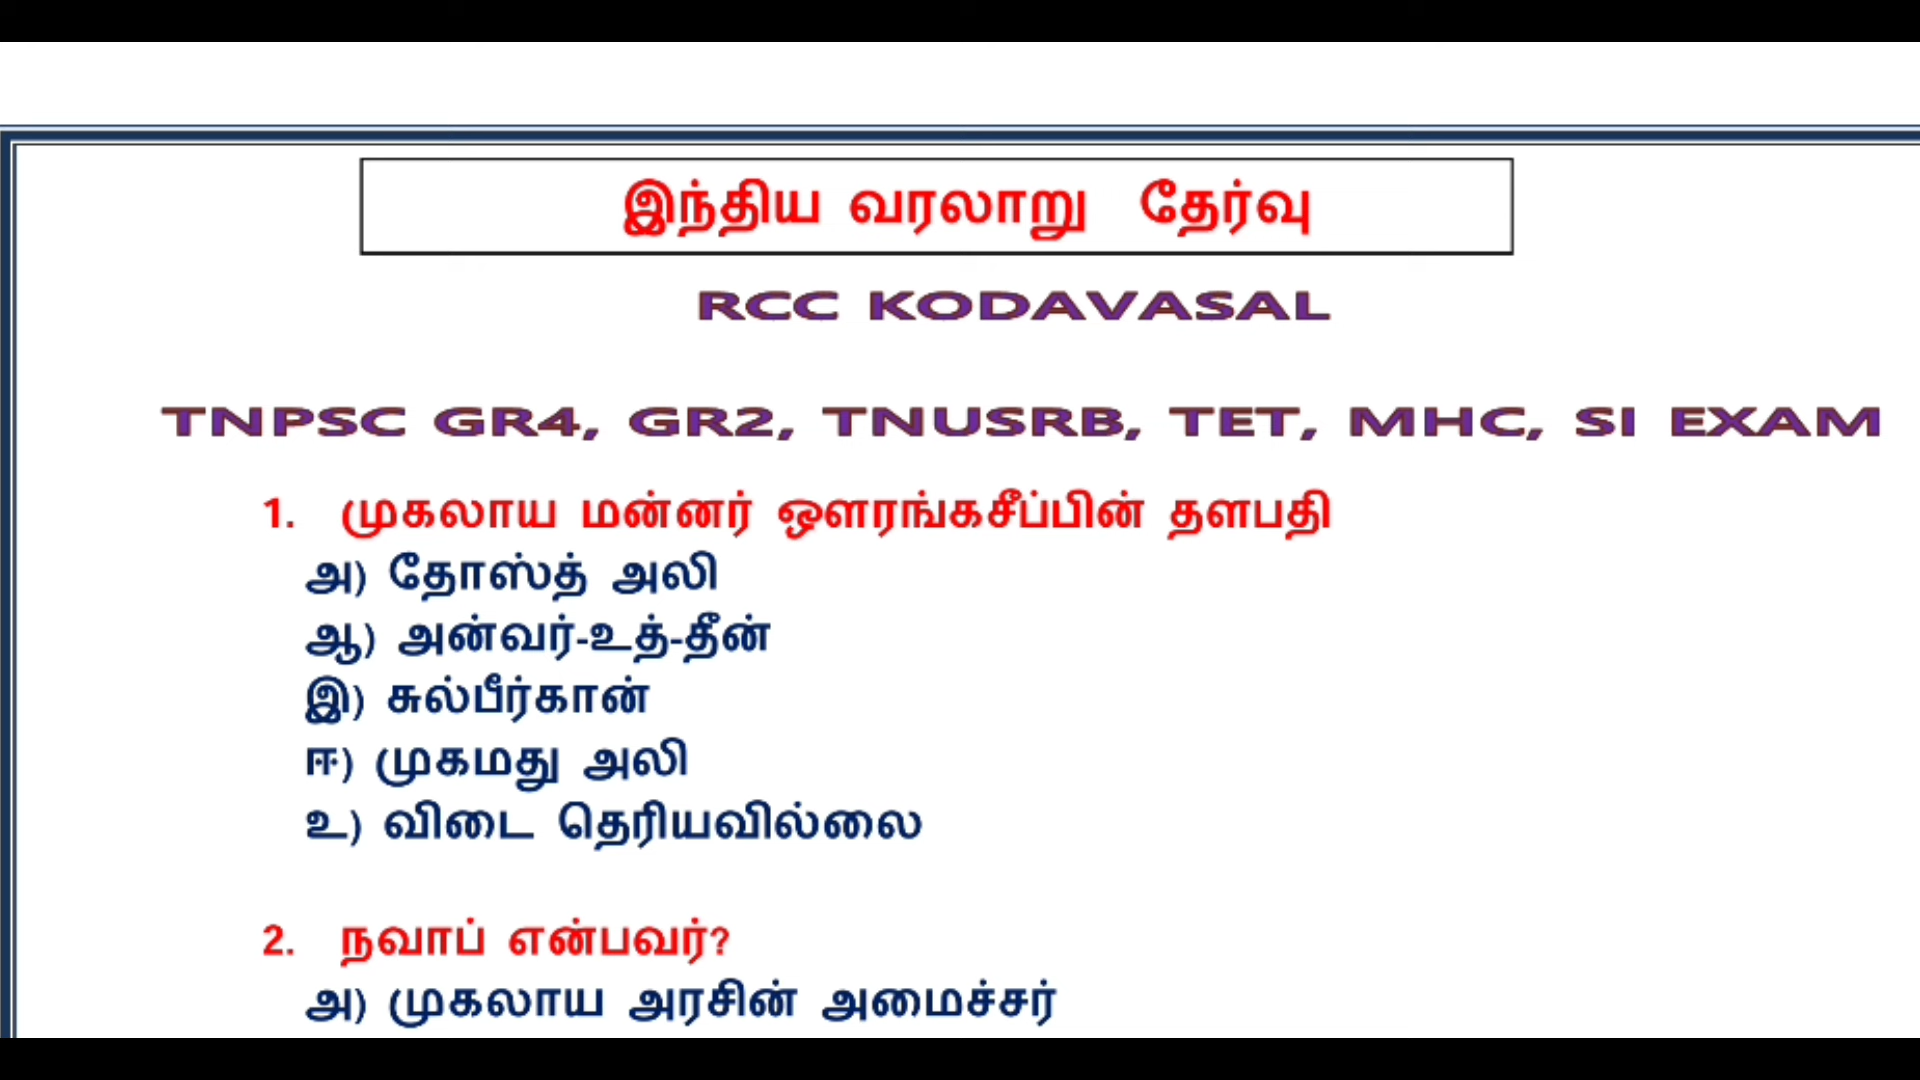 இந்திய வரலாறு தேர்வு
RCC KODAVASAL
TNPSC GR4, GR2, TNUSRB, TET, MHC, SI EXAM
1. முகலாய மன்னர் ஔரங்கசீப்பின் தளபதி
அ) தோஸ்த் அலி
ஆ) அன்வர்-உத்-தீன்
இ) சுல்பீர்கான்
ஈ) முகமது அலி
உ) விடை தெரியவில்லை
2. நவாப் என்பவர்?
அ) முகலாய அரசின் அமைச்சர்